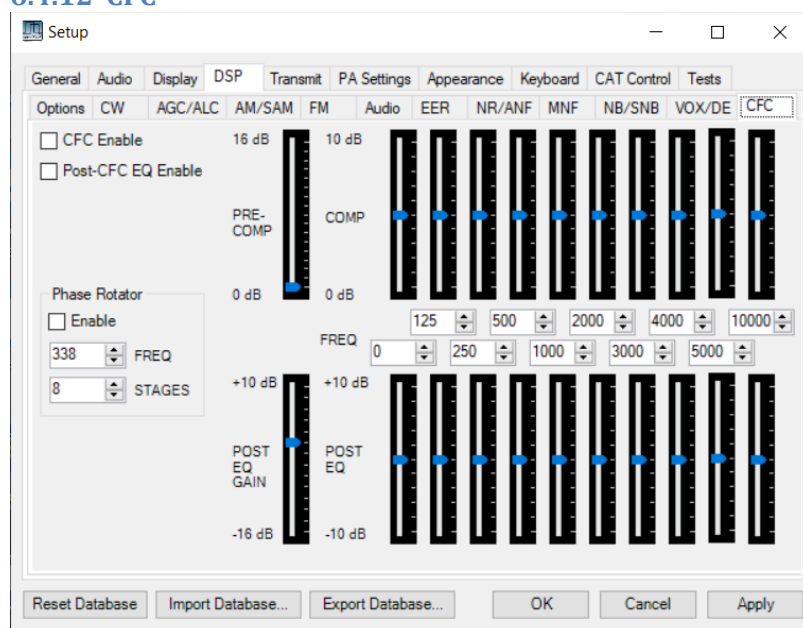 6.4.12 CFC
Setup
General Audio Display DSP Transmit PA Settings Appearance Keyboard CAT Control Tests
Options CW AGC/ALC AM/SAM FM Audio EER NR/ANF MNF NB/SNB VOX/DE CFC
CFC Enable
Post-CFC EQ Enable
16 dB 10 dB
PRE-
COMP
COMP
0 dB 0 dB
Phase Rotator
Enable
338 FREQ
8 STAGES
FREQ
125 500 2000 4000 10000
0 250 1000 3000 5000
+10 dB +10 dB
POST
EQ
GAIN
POST
EQ
-16 dB -10 dB
Reset Database Import Database... Export Database... OK Cancel Apply